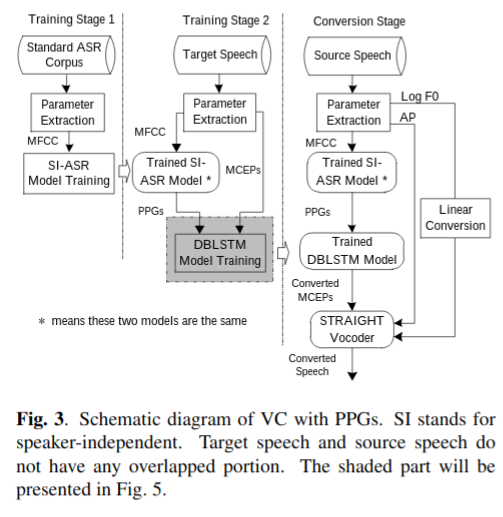 Training Stage 1
Standard ASR
Corpus
Parameter
Extraction
MFCC
SI-ASR
Model Training
Training Stage 2
Target Speech
Parameter
Extraction
MFCC
Trained SI-
ASR Model *
MCEPs
PPGs
DBLSTM
Model Training
Conversion Stage
Source Speech
Parameter
Extraction
Log F0
AP
MFCC
Trained SI-
ASR Model *
PPGs
Linear
Conversion
Trained
DBLSTM Model
Converted
MCEPs
STRAIGHT
Vocoder
Converted
Speech
* means these two models are the same
Fig. 3. Schematic diagram of VC with PPGs. SI stands for
speaker-independent. Target speech and source speech do
not have any overlapped portion. The shaded part will be
presented in Fig. 5.